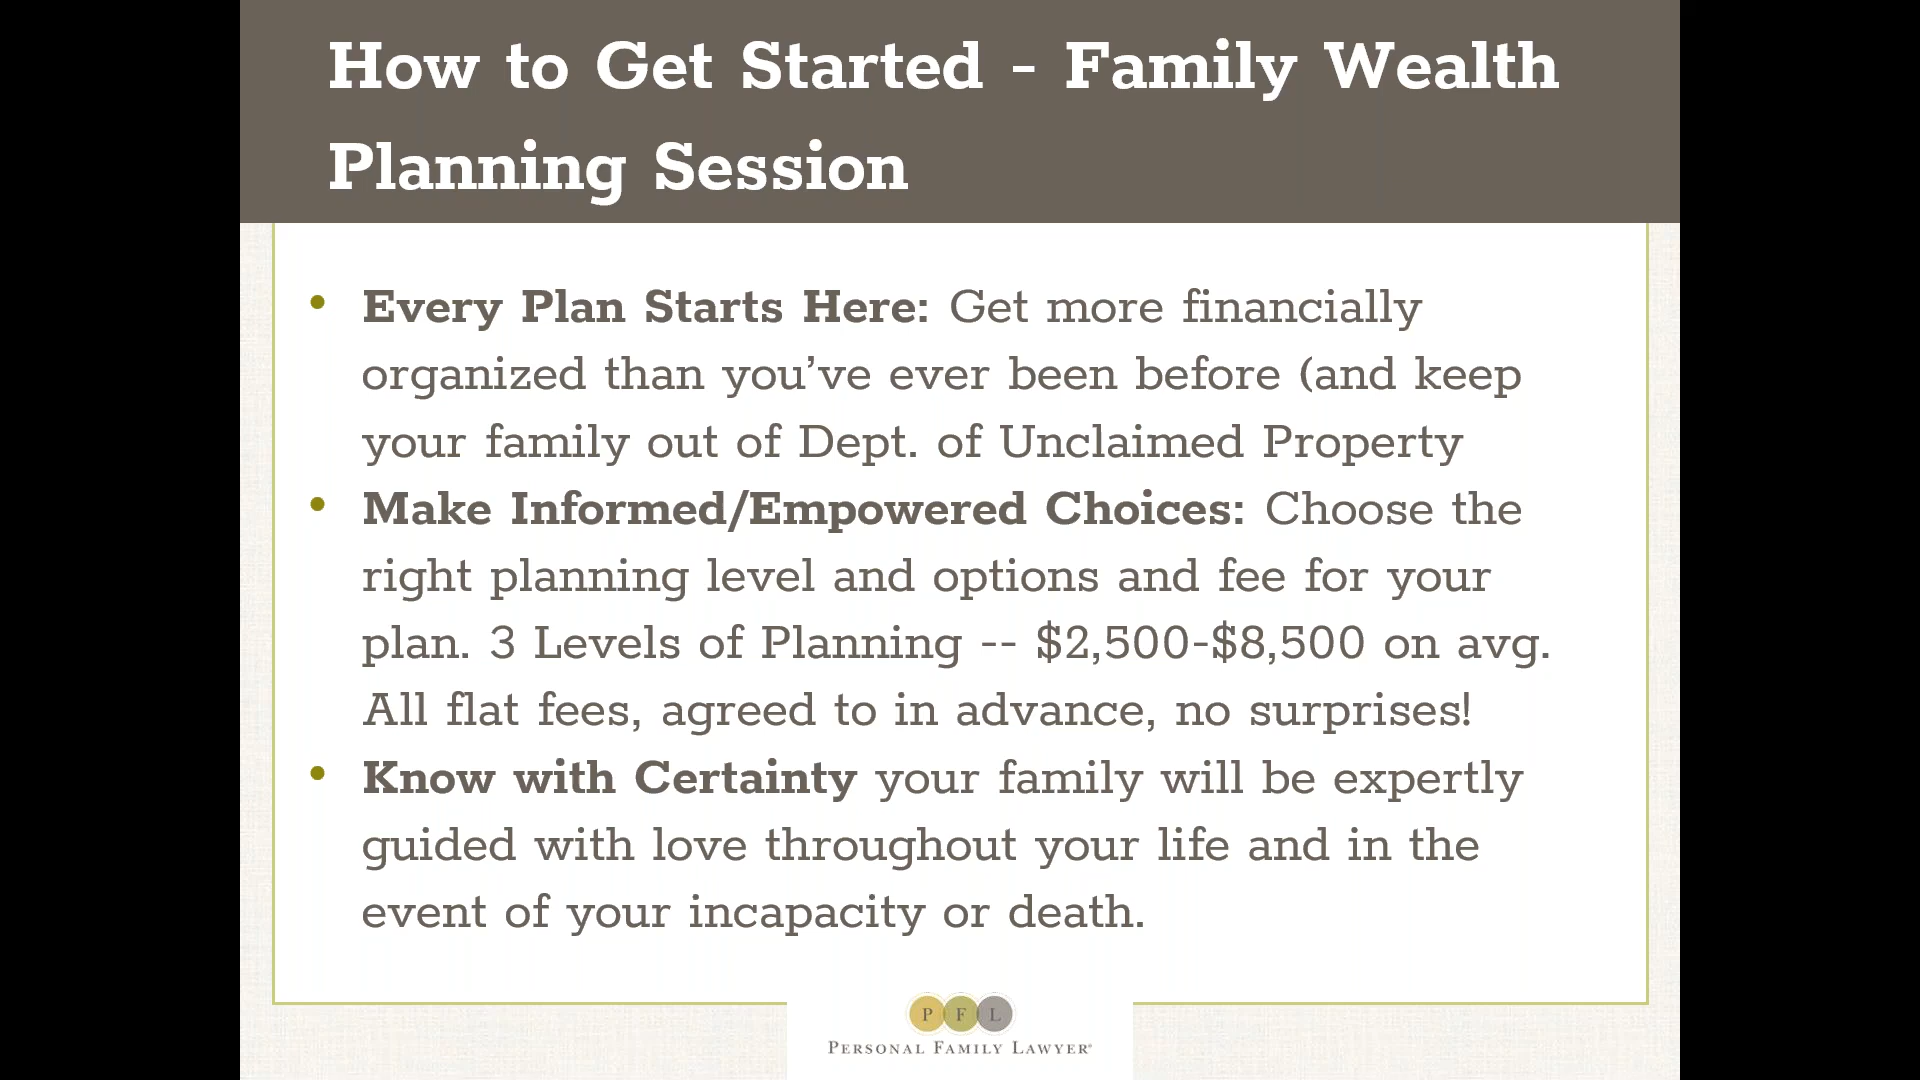 How to Get Started - Family Wealth
Planning Session
• Every Plan Starts Here: Get more financially
organized than you’ve ever been before (and keep
your family out of Dept. of Unclaimed Property
• Make Informed/Empowered Choices: Choose the
right planning level and options and fee for your
plan. 3 Levels of Planning -- $2,500-$8,500 on avg.
All flat fees, agreed to in advance, no surprises!
• Know with Certainty your family will be expertly
guided with love throughout your life and in the
event of your incapacity or death.
P F L
PERSONAL FAMILY LAWYER®